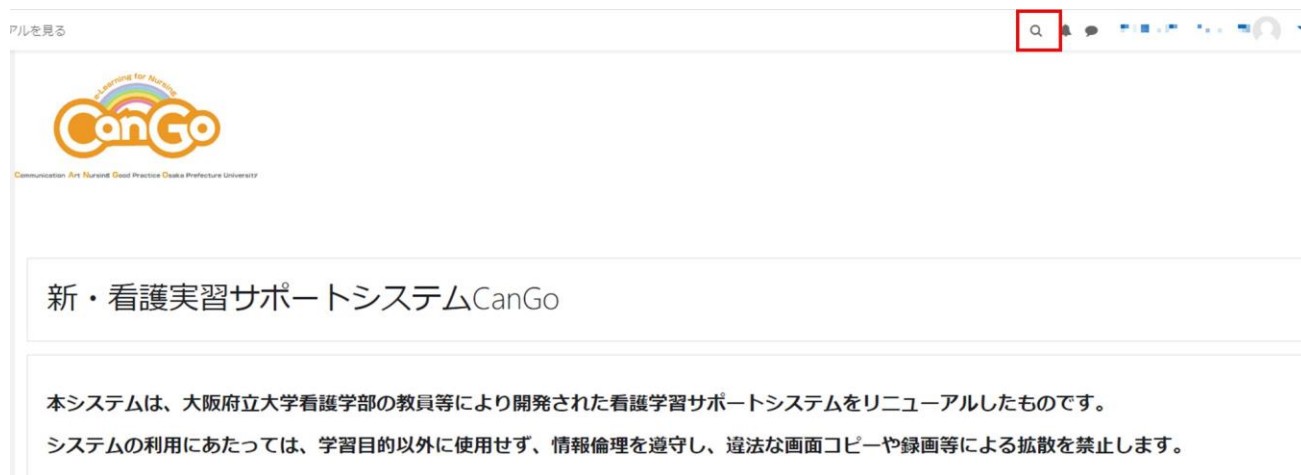 アルを見る
e-Learning for Nursing
CanGo
Communication Art Nursing Good Practice Osaka Prefecture University
新・看護実習サポートシステムCanGo
本システムは、大阪府立大学看護学部の教員等により開発された看護学習サポートシステムをリニューアルしたものです。
システムの利用にあたっては、学習目的以外に使用せず、情報倫理を遵守し、違法な画面コピーや録画等による拡散を禁止します。